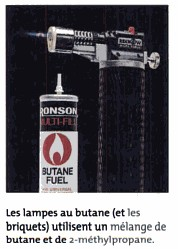 RONSON
MULTI-FILL
BUTANE
FUEL
Les lampes au butane (et les
briquets) utilisent un mélange de
butane et de 2-méthylpropane.